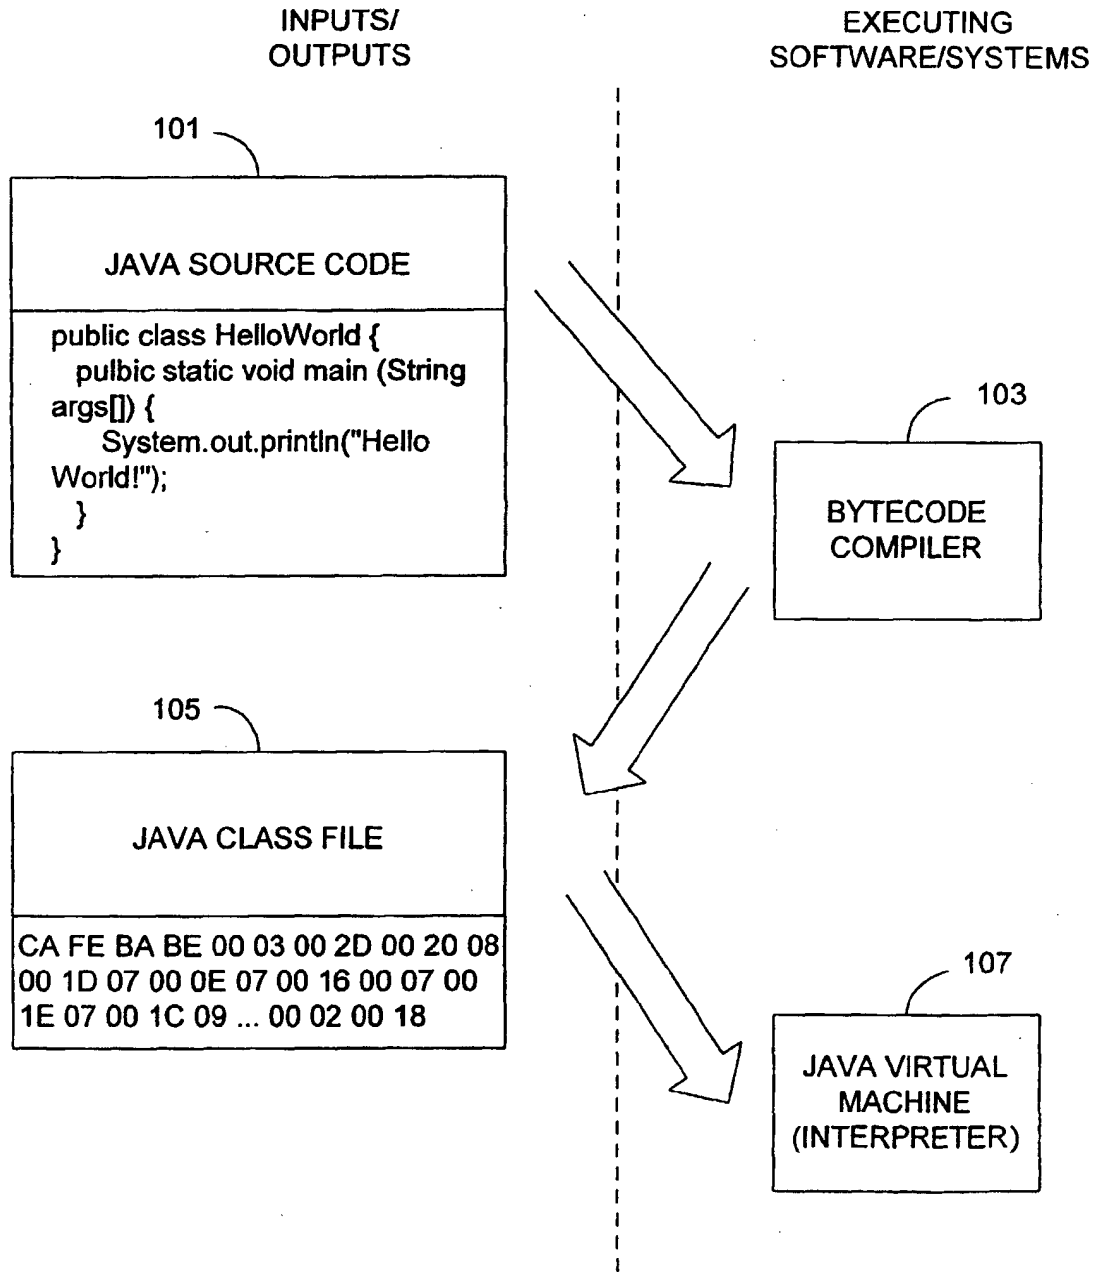 INPUTS/
OUTPUTS
EXECUTING
SOFTWARE/SYSTEMS
101
JAVA SOURCE CODE
public class HelloWorld {
pulbic static void main (String
args[]) {
System.out.println("Hello
World!");
}
}
103
BYTECODE
COMPILER
105
JAVA CLASS FILE
CA FE BA BE 00 03 00 2D 00 20 08
00 1D 07 00 0E 07 00 16 00 07 00
1E 07 00 1C 09 ... 00 02 00 18
107
JAVA VIRTUAL
MACHINE
(INTERPRETER)